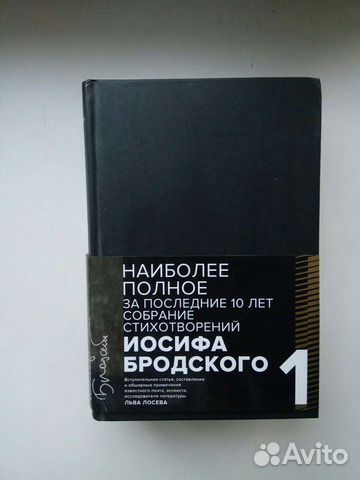 НАИБОЛЕЕ
ПОЛНОЕ
ЗА ПОСЛЕДНИЕ 10 ЛЕТ
СОБРАНИЕ
СТИХОТВОРЕНИЙ
ИОСИФА
БРОДСКОГО
1
Вступительная статья, составление
и обширные примечания
известного поэта, эссеиста,
исследователя литературы
ЛЬВА ЛОСЕВА
Avito